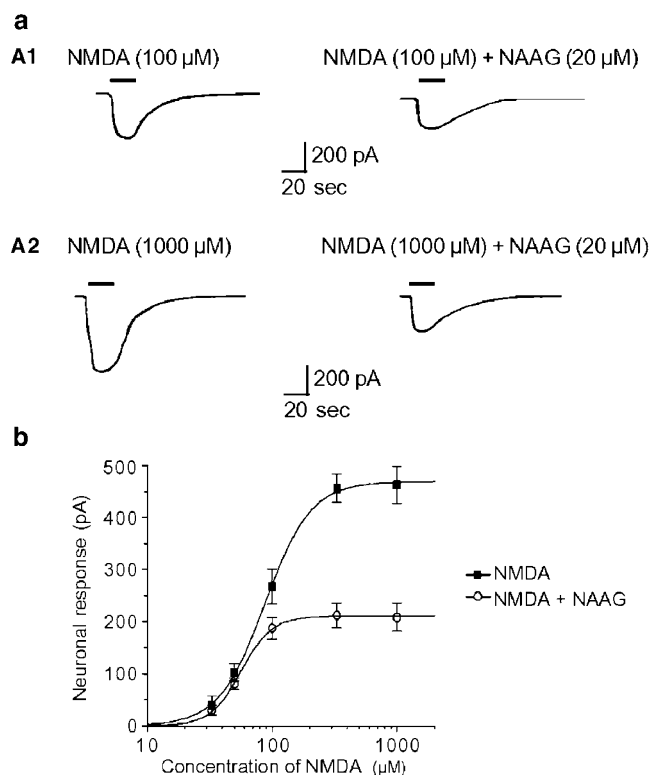 a
A1 NMDA (100 µM) NMDA (100 µM) + NAAG (20 µM)
200 pA
20 sec
A2 NMDA (1000 µM) NMDA (1000 µM) + NAAG (20 µM)
200 pA
20 sec
b
500
400
300
200
100
0
10 100 1000
Neuronal response (pA)
Concentration of NMDA (µM)
NMDA
NMDA + NAAG